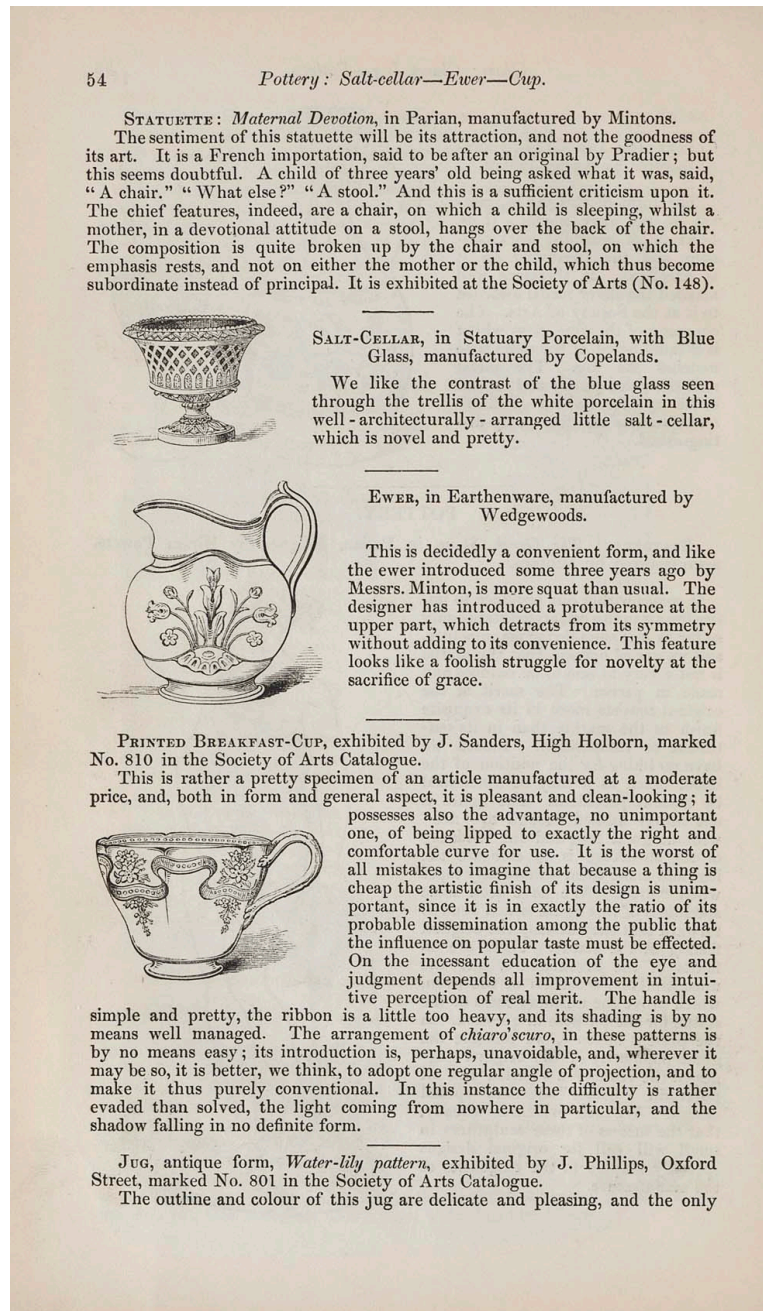 54 Pottery: Salt-cellar—Ewer—Cup.
STATUETTE: Maternal Devotion, in Parian, manufactured by Mintons.
The sentiment of this statuette will be its attraction, and not the goodness of
its art. It is a French importation, said to be after an original by Pradier; but
this seems doubtful. A child of three years' old being asked what it was, said,
“A chair.” “What else?” “A stool.” And this is a sufficient criticism upon it.
The chief features, indeed, are a chair, on which a child is sleeping, whilst a
mother, in a devotional attitude on a stool, hangs over the back of the chair.
The composition is quite broken up by the chair and stool, on which the
emphasis rests, and not on either the mother or the child, which thus become
subordinate instead of principal. It is exhibited at the Society of Arts (No. 148).
SALT-CELLAR, in Statuary Porcelain, with Blue
Glass, manufactured by Copelands.
We like the contrast of the blue glass seen
through the trellis of the white porcelain in this
well-architecturally-arranged little salt-cellar,
which is novel and pretty.
EWER, in Earthenware, manufactured by
Wedgewoods.
This is decidedly a convenient form, and like
the ewer introduced some three years ago by
Messrs. Minton, is more squat than usual. The
designer has introduced a protuberance at the
upper part, which detracts from its symmetry
without adding to its convenience. This feature
looks like a foolish struggle for novelty at the
sacrifice of grace.
PRINTED BREAKFAST-CUP, exhibited by J. Sanders, High Holborn, marked
No. 810 in the Society of Arts Catalogue.
This is rather a pretty specimen of an article manufactured at a moderate
price, and, both in form and general aspect, it is pleasant and clean-looking; it
possesses also the advantage, no unimportant
one, of being lipped to exactly the right and
comfortable curve for use. It is the worst of
all mistakes to imagine that because a thing is
cheap the artistic finish of its design is unim-
portant, since it is in exactly the ratio of its
probable dissemination among the public that
the influence on popular taste must be effected.
On the incessant education of the eye and
judgment depends all improvement in intui-
tive perception of real merit. The handle is
simple and pretty, the ribbon is a little too heavy, and its shading is by no
means well managed. The arrangement of chiaro'scuro, in these patterns is
by no means easy; its introduction is, perhaps, unavoidable, and, wherever it
may be so, it is better, we think, to adopt one regular angle of projection, and to
make it thus purely conventional. In this instance the difficulty is rather
evaded than solved, the light coming from nowhere in particular, and the
shadow falling in no definite form.
JUG, antique form, Water-lily pattern, exhibited by J. Phillips, Oxford
Street, marked No. 801 in the Society of Arts Catalogue.
The outline and colour of this jug are delicate and pleasing, and the only